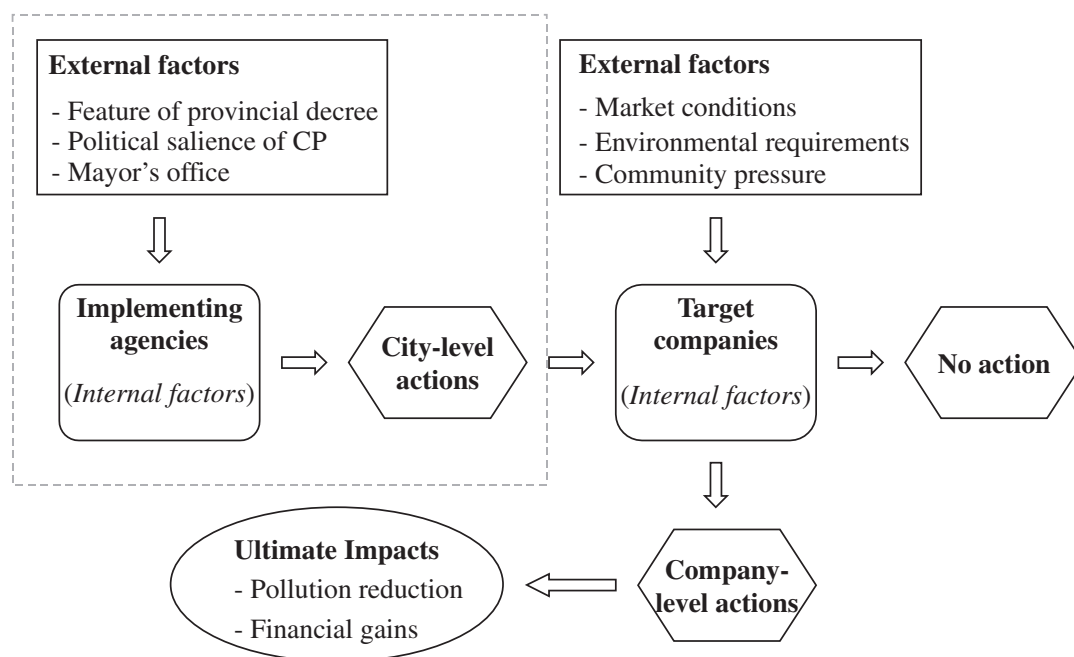 External factors
- Feature of provincial decree
- Political salience of CP
- Mayor's office
External factors
- Market conditions
- Environmental requirements
- Community pressure
Implementing
agencies
(Internal factors)
City-level
actions
Target
companies
(Internal factors)
No action
Ultimate Impacts
- Pollution reduction
- Financial gains
Company-
level actions